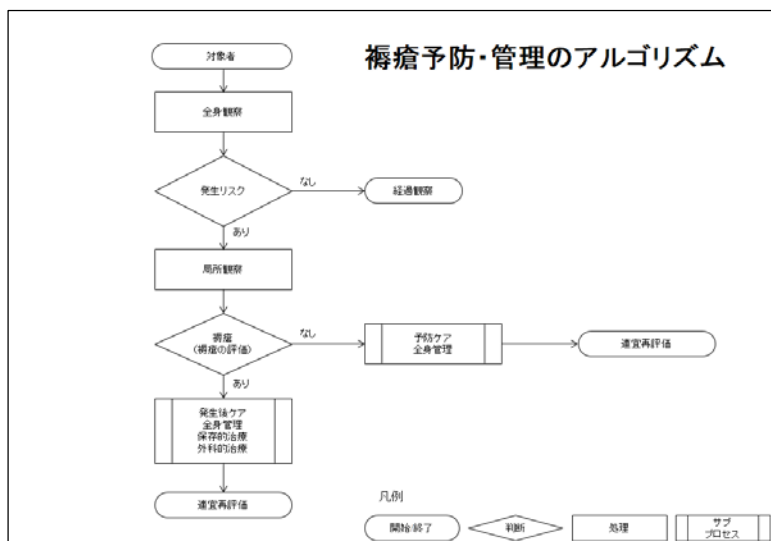 褥瘡予防・管理のアルゴリズム
対象者
全身観察
発生リスク
なし
経過観察
あり
局所観察
褥瘡
(褥瘡の評価)
なし
予防ケア
全身管理
適宜再評価
あり
発生後ケア
全身管理
保存的治療
外科的治療
適宜再評価
凡例
開始・終了
判断
処理
サブ
プロセス